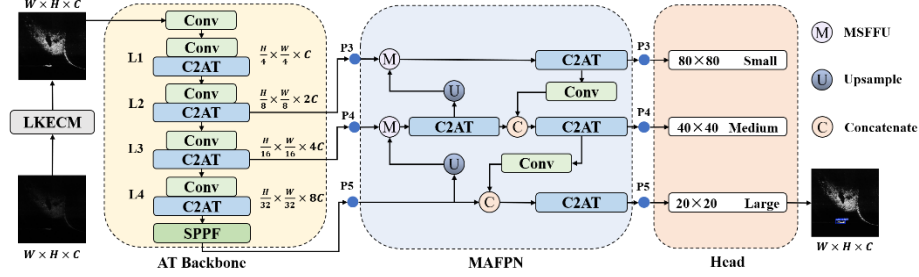 W × H × C
LKECM
W × H × C
Conv
L1
Conv
C2AT
H/4 × W/4 × C
L2
Conv
C2AT
H/8 × W/8 × 2C
L3
Conv
C2AT
H/16 × W/16 × 4C
L4
Conv
C2AT
H/32 × W/32 × 8C
SPPF
AT Backbone
P3
M
C2AT
P3
U
Conv
P4
M
C2AT
C
C2AT
P4
U
Conv
P5
C
C2AT
P5
MAFPN
80×80 Small
40×40 Medium
20×20 Large
Head
M MSFFU
U Upsample
C Concatenate
W × H × C